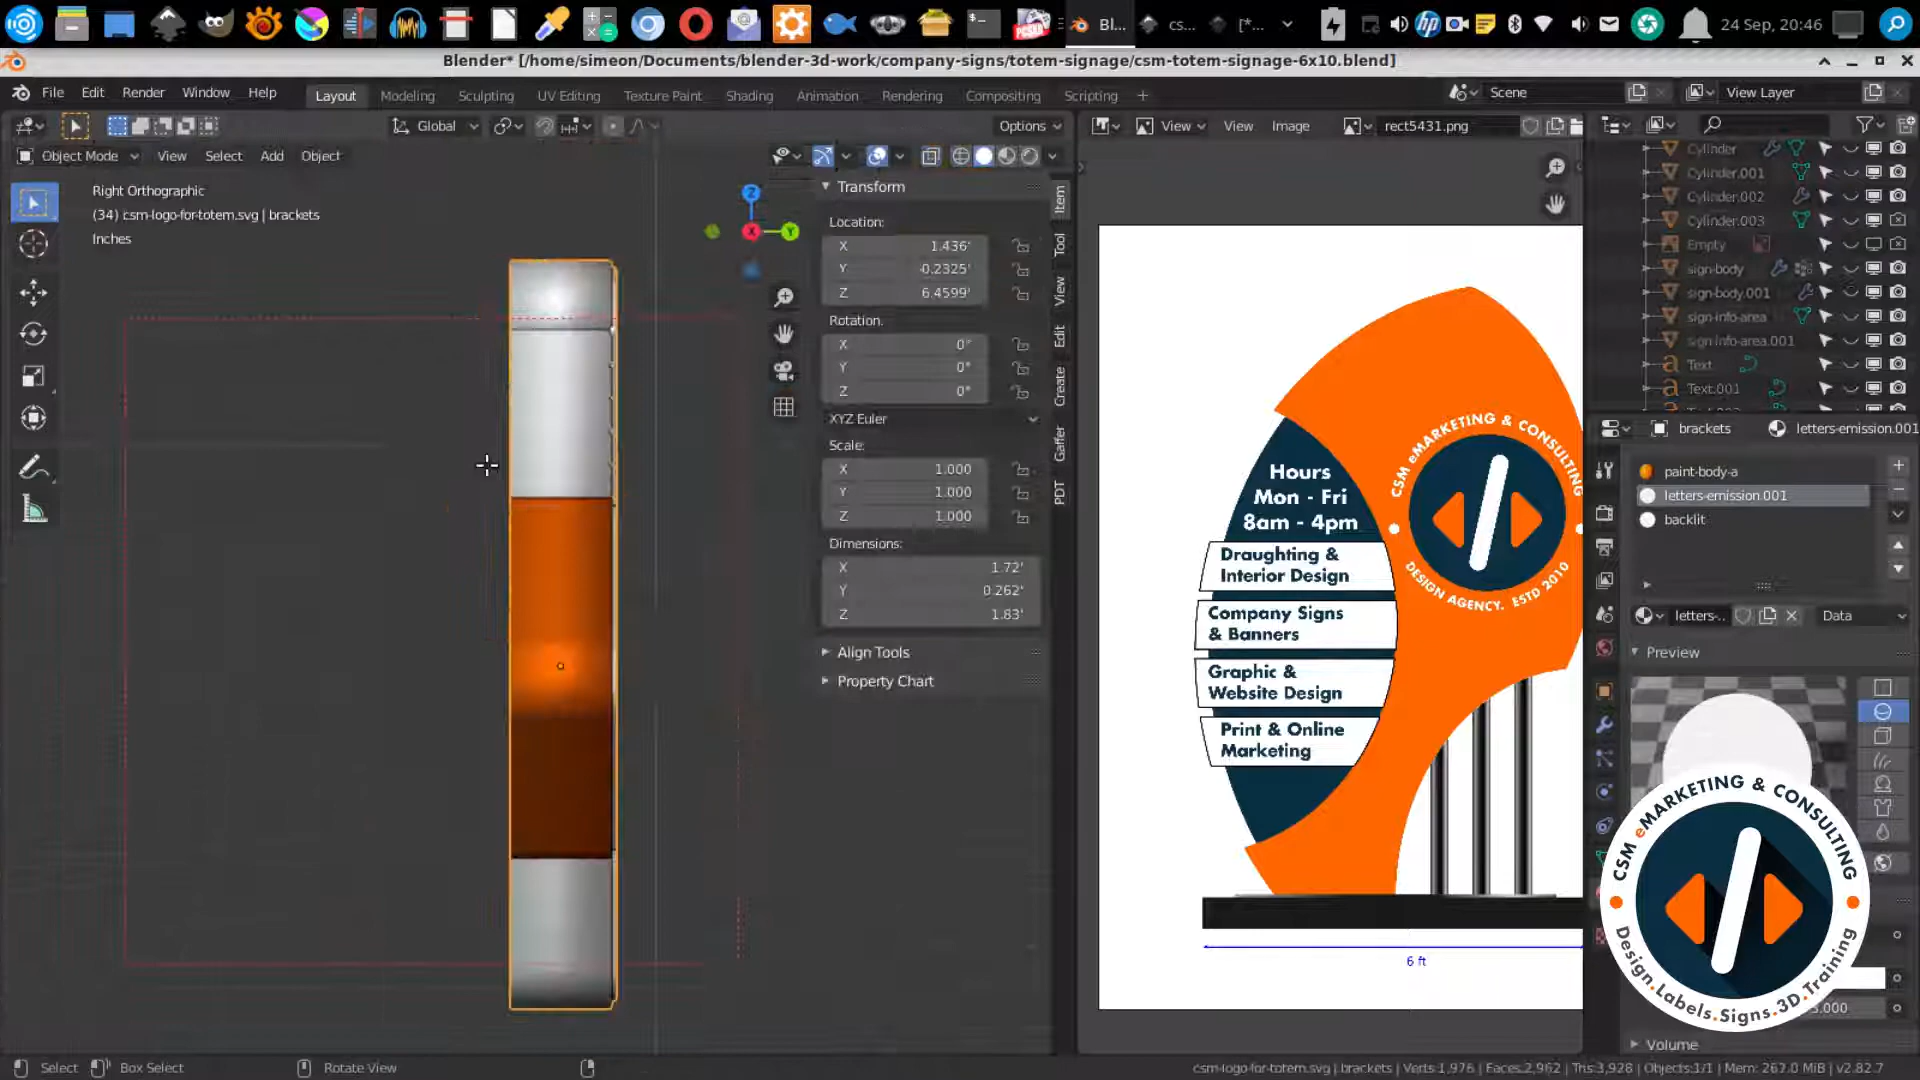 Bl...
cs...
[*...
24 Sep, 20:46
Blender* [/home/simeon/Documents/blender-3d-work/company-signs/totem-signage/csm-totem-signage-6x10.blend]
File Edit Render Window Help
Layout Modeling Sculpting UV Editing Texture Paint Shading Animation Rendering Compositing Scripting +
Scene
View Layer
Global
Options
View View Image rect5431.png
Object Mode View Select Add Object
Right Orthographic
(34) csm-logo-for-totem.svg | brackets
Inches
Z
X
Y
Transform
Location:
X 1.436'
Y -0.2325'
Z 6.4599'
Rotation:
X 0°
Y 0°
Z 0°
XYZ Euler
Scale:
X 1.000
Y 1.000
Z 1.000
Dimensions:
X 1.72'
Y 0.262'
Z 1.83'
Align Tools
Property Chart
Item
Tool
View
Edit
Create
Gaffer
PDT
CSM eMARKETING & CONSULTING
DESIGN AGENCY. ESTD 2010
Hours
Mon - Fri
8am - 4pm
Draughting &
Interior Design
Company Signs
& Banners
Graphic &
Website Design
Print & Online
Marketing
6 ft
Cylinder
Cylinder.001
Cylinder.002
Cylinder.003
Empty
sign-body
sign-body.001
sign-info-area
sign-info-area.001
Text
Text.001
brackets letters-emission.001
paint-body-a
letters-emission.001
backlit
letters-.. Data
Preview
CSM eMARKETING & CONSULTING
Design.Labels.Signs.3D.Training
Volume
Select Box Select Rotate View
csm-logo-for-totem.svg | brackets | Verts:1,976 | Faces:2,962 | Tris:3,928 | Objects:1/1 | Mem: 267.0 MiB | v2.82.7